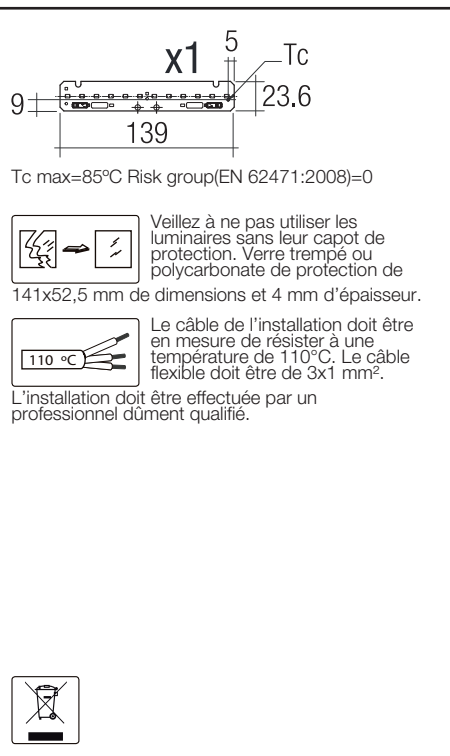 x1
5
Tc
9
23.6
139
Tc max=85ºC Risk group(EN 62471:2008)=0
Veillez à ne pas utiliser les
luminaires sans leur capot de
protection. Verre trempé ou
polycarbonate de protection de
141x52,5 mm de dimensions et 4 mm d’épaisseur.
110 ºC
Le câble de l’installation doit être
en mesure de résister à une
température de 110°C. Le câble
flexible doit être de 3x1 mm².
L’installation doit être effectuée par un
professionnel dûment qualifié.